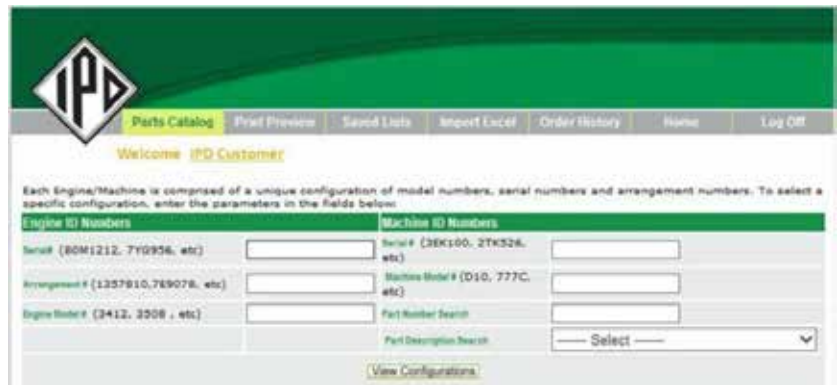 IPD
Parts Catalog Print Preview Saved Lists Import Excel Order History Home Log Off
Welcome IPD Customer
Each Engine/Machine is comprised of a unique configuration of model numbers, serial numbers and arrangement numbers. To select a
specific configuration, enter the parameters in the fields below:
Engine ID Numbers Machine ID Numbers
Serial# (80M1212, 7YG956, etc) Serial# (3EK100, 2TK526,
etc)
Arrangement# (1357810,7E9078, etc) Machine Model# (D10, 777C,
etc)
Engine Model# (3412, 3508 , etc) Part Number Search
Part Description Search ------ Select ------
View Configurations